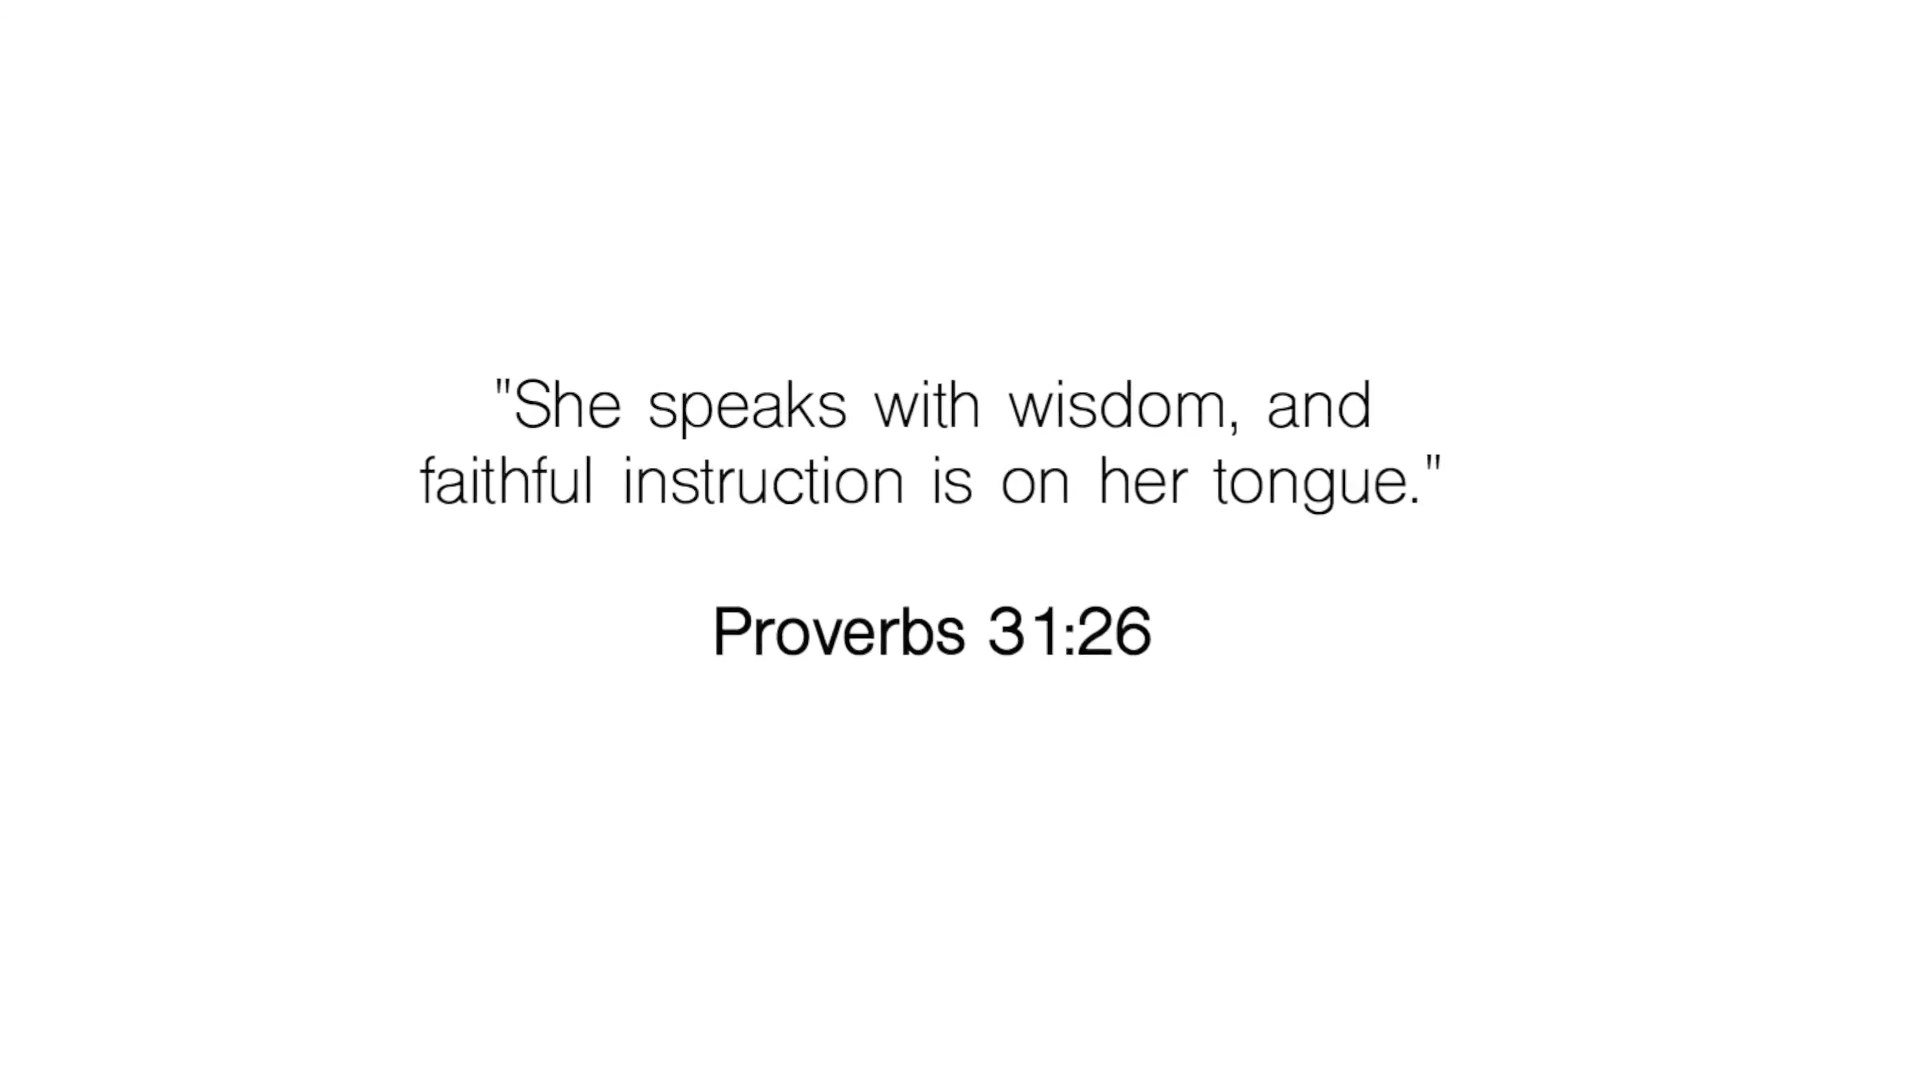 "She speaks with wisdom, and
faithful instruction is on her tongue."
Proverbs 31:26